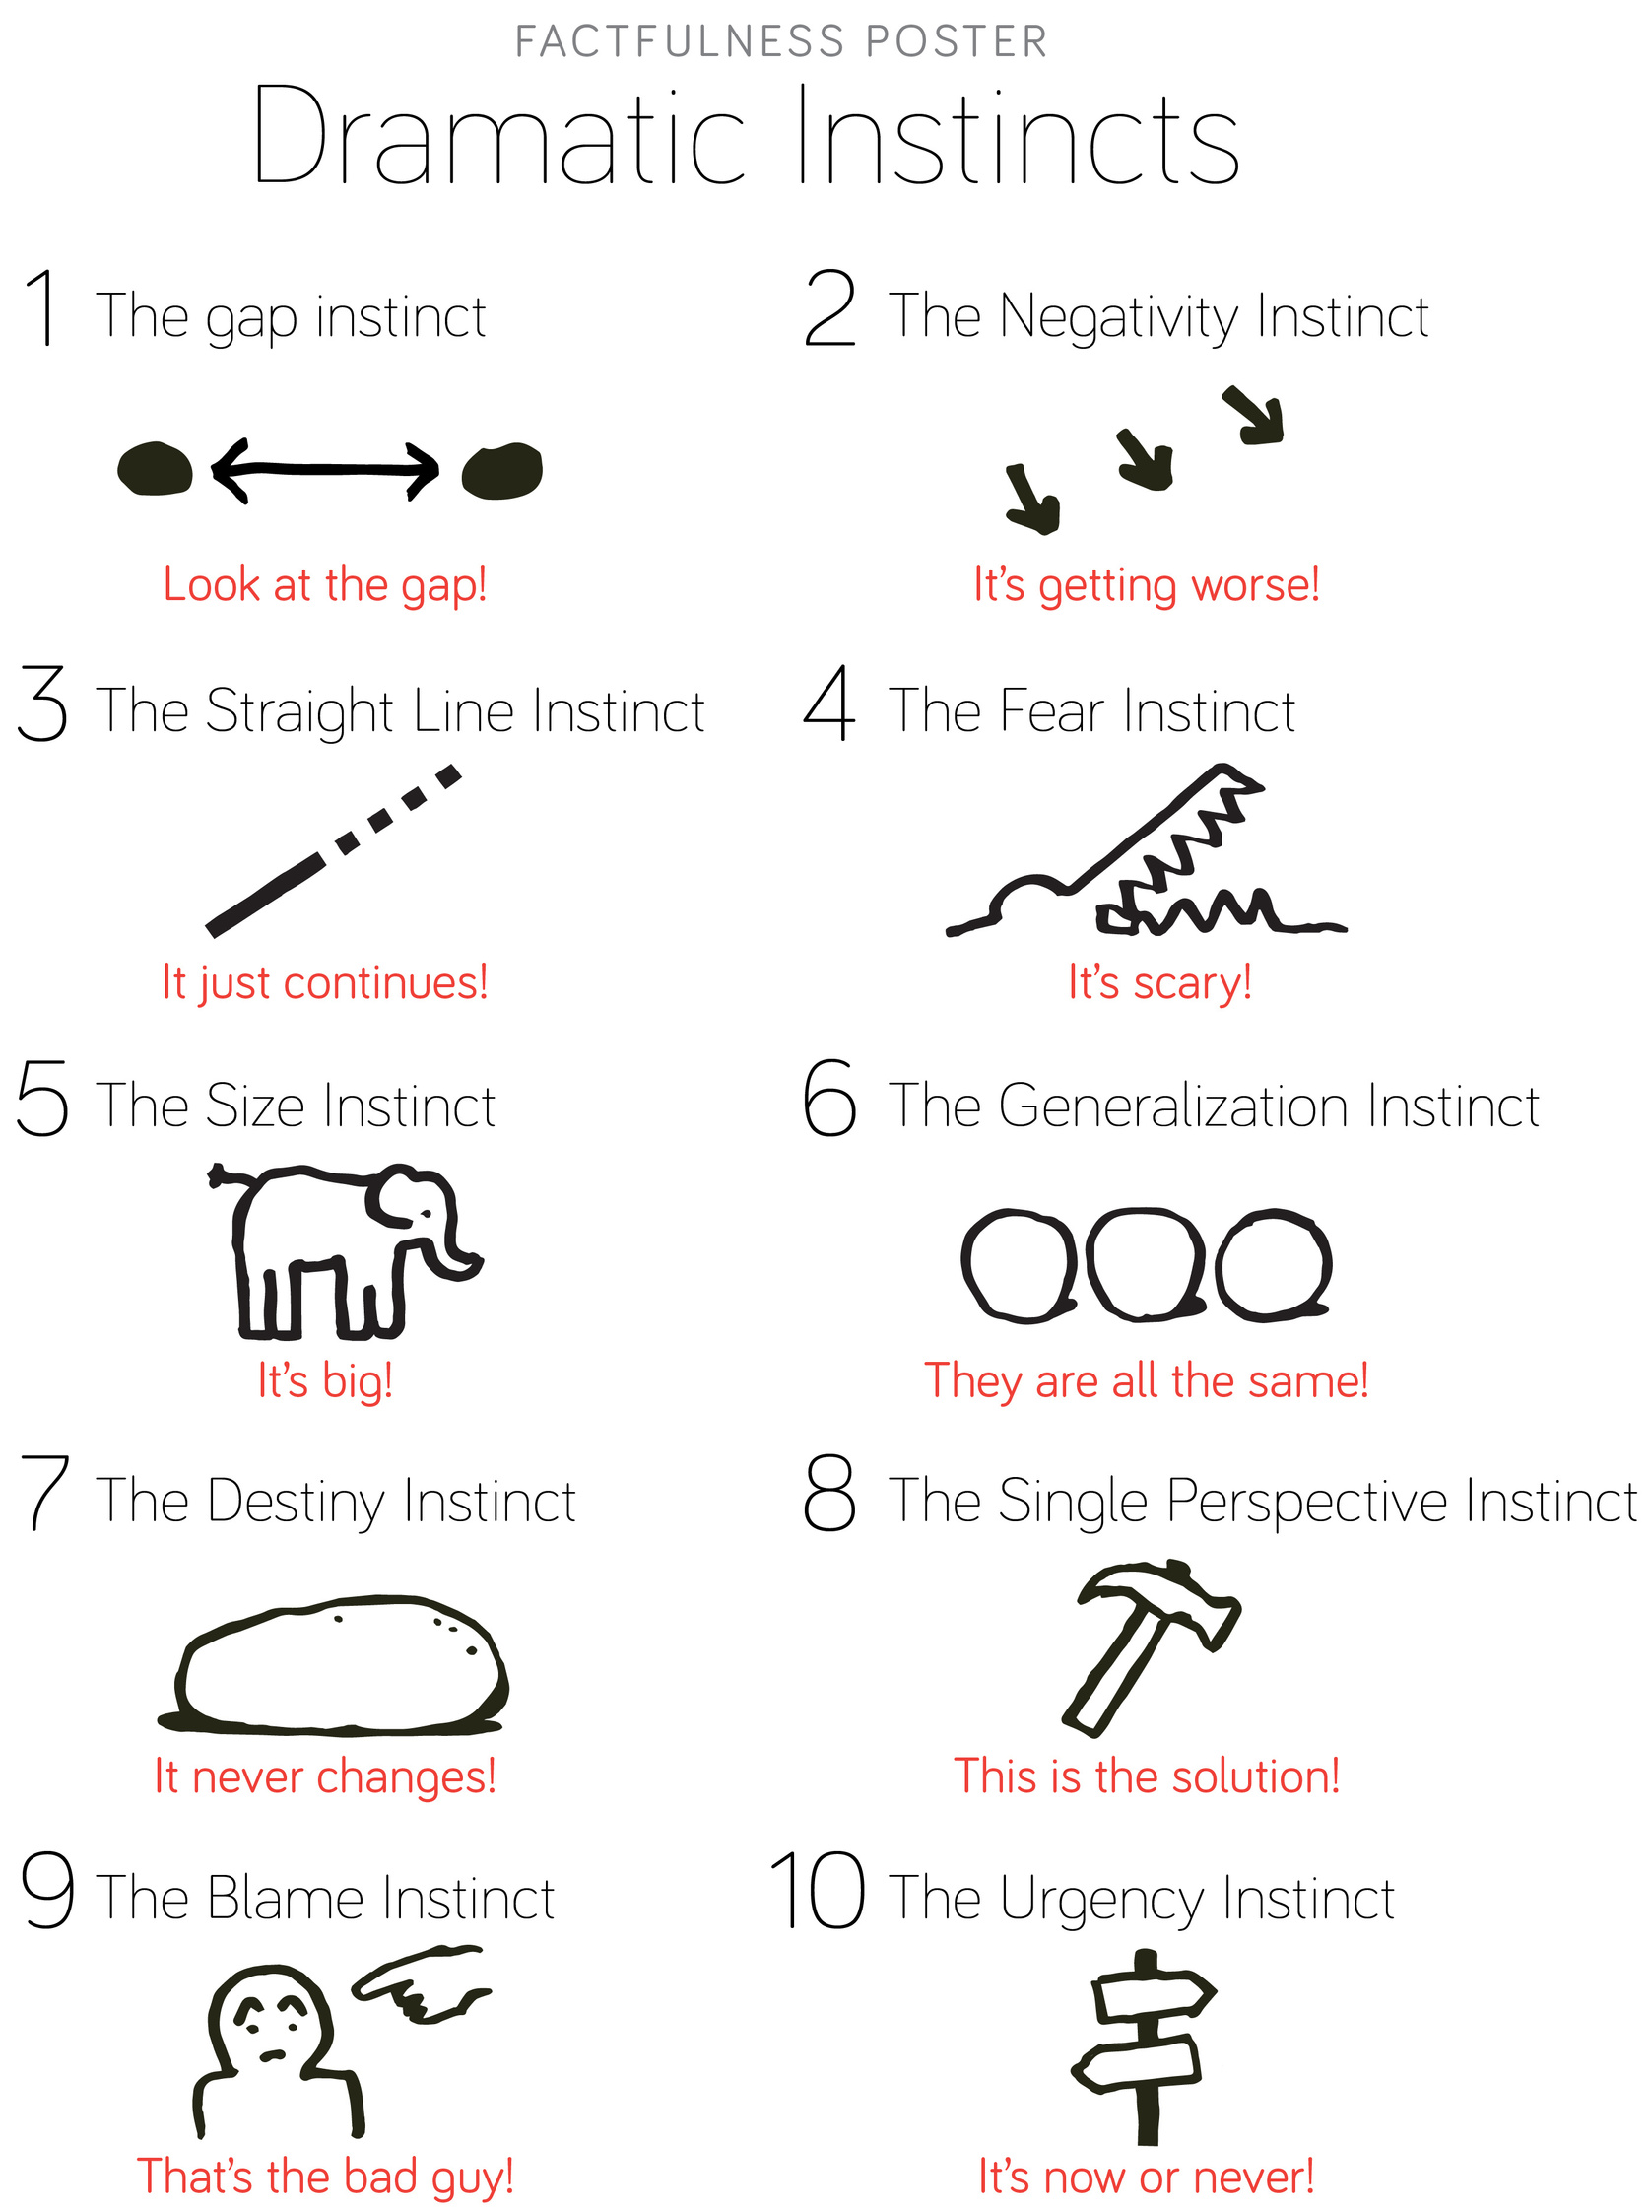 FACTFULNESS POSTER
Dramatic Instincts
1 The gap instinct
Look at the gap!
2 The Negativity Instinct
It's getting worse!
3 The Straight Line Instinct
It just continues!
4 The Fear Instinct
It's scary!
5 The Size Instinct
It's big!
6 The Generalization Instinct
They are all the same!
7 The Destiny Instinct
It never changes!
8 The Single Perspective Instinct
This is the solution!
9 The Blame Instinct
That's the bad guy!
10 The Urgency Instinct
It's now or never!